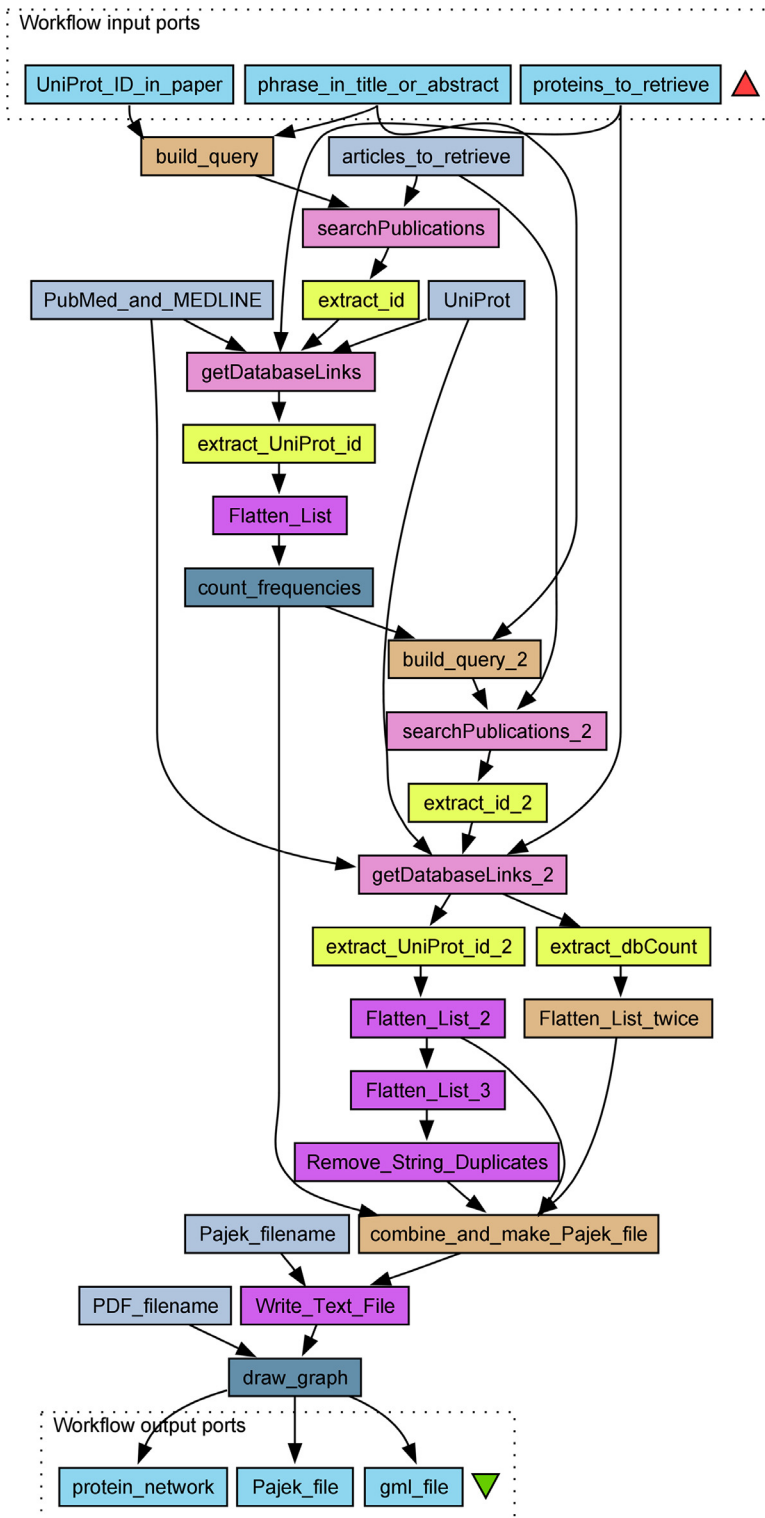 Workflow input ports
UniProt_ID_in_paper
phrase_in_title_or_abstract
proteins_to_retrieve
build_query
articles_to_retrieve
searchPublications
PubMed_and_MEDLINE
extract_id
UniProt
getDatabaseLinks
extract_UniProt_id
Flatten_List
count_frequencies
build_query_2
searchPublications_2
extract_id_2
getDatabaseLinks_2
extract_UniProt_id_2
extract_dbCount
Flatten_List_2
Flatten_List_twice
Flatten_List_3
Remove_String_Duplicates
Pajek_filename
combine_and_make_Pajek_file
PDF_filename
Write_Text_File
draw_graph
Workflow output ports
protein_network
Pajek_file
gml_file